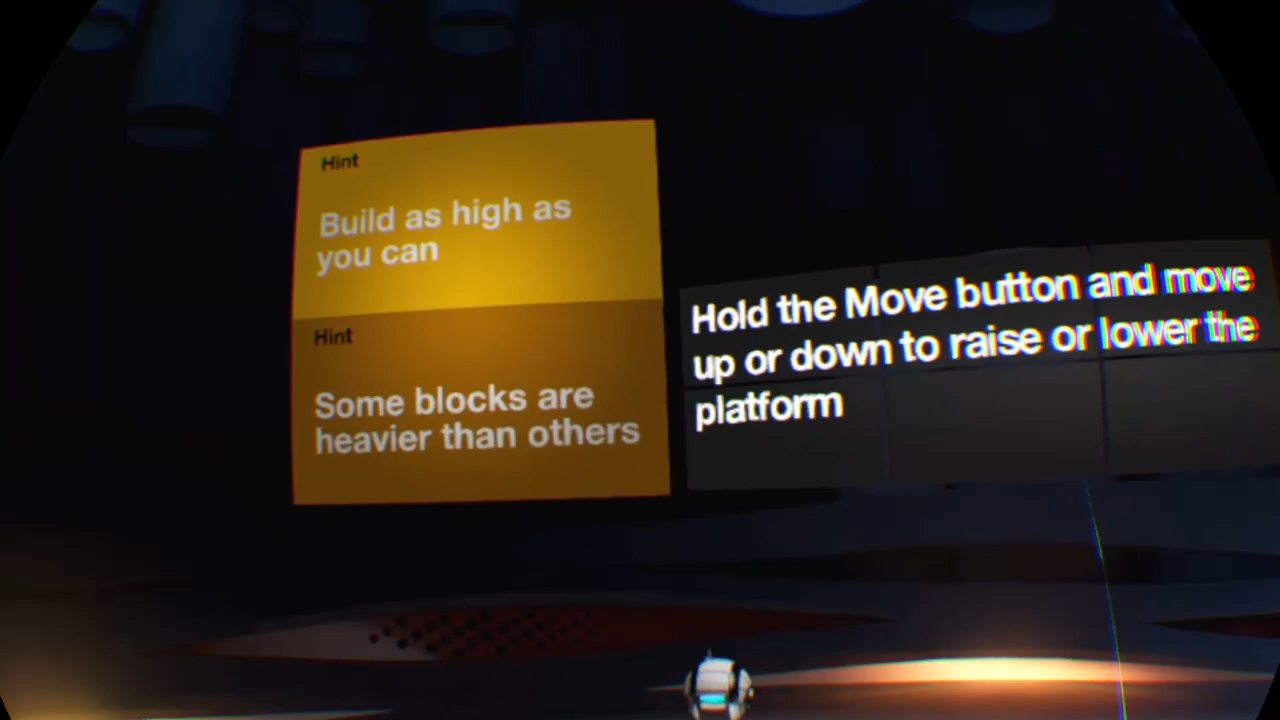 Hint
Build as high as
you can
Hint
Some blocks are
heavier than others
Hold the Move button and move
up or down to raise or lower the
platform